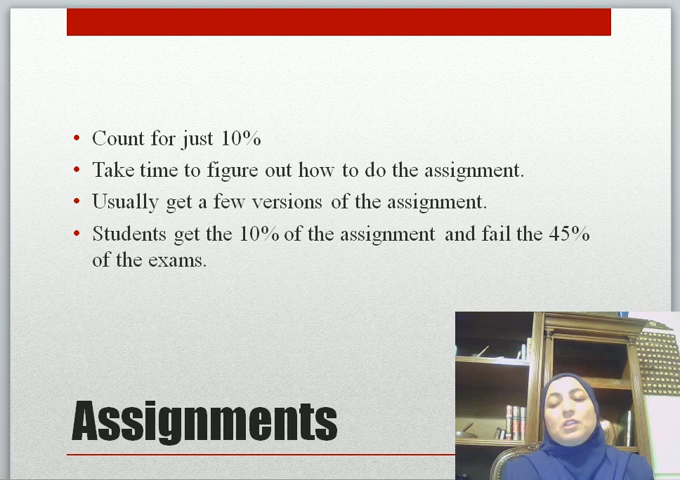 Count for just 10%
Take time to figure out how to do the assignment.
Usually get a few versions of the assignment.
Students get the 10% of the assignment and fail the 45%
of the exams.
Assignments